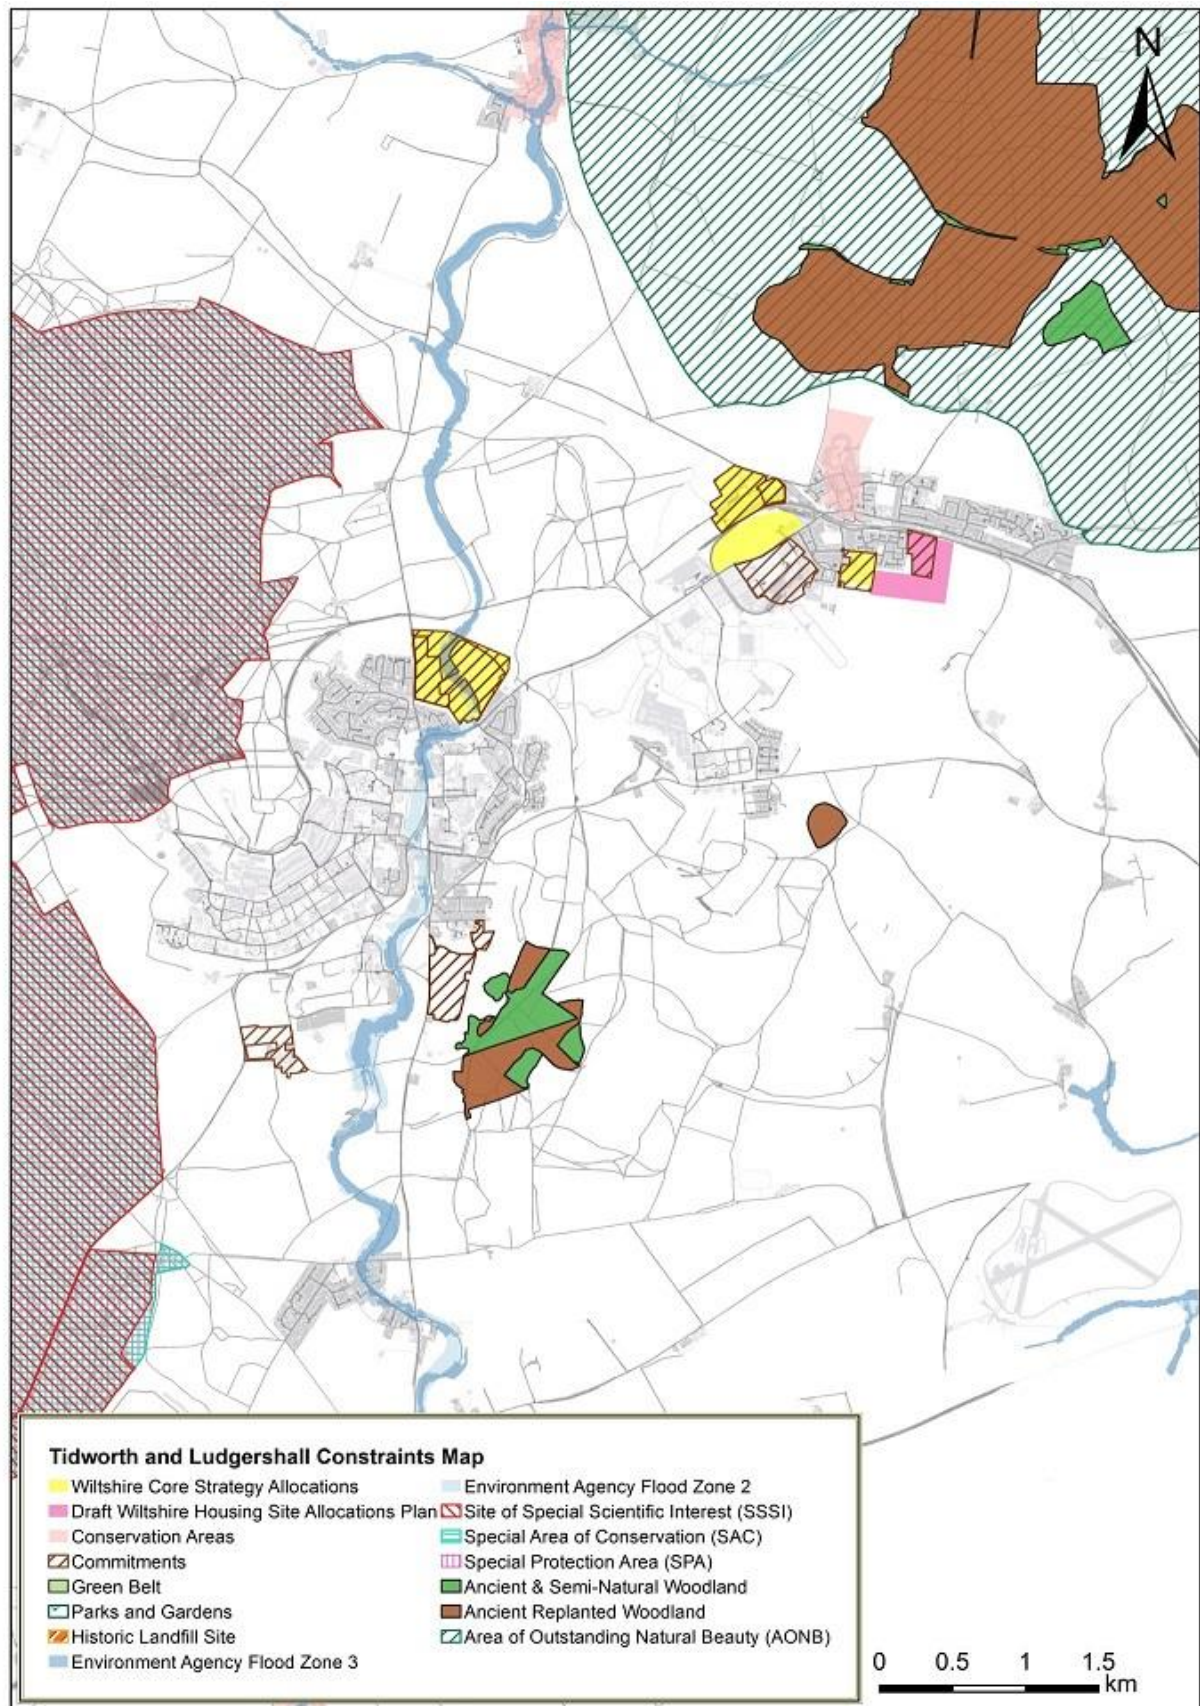 N
Tidworth and Ludgershall Constraints Map
Wiltshire Core Strategy Allocations
Draft Wiltshire Housing Site Allocations Plan
Conservation Areas
Commitments
Green Belt
Parks and Gardens
Historic Landfill Site
Environment Agency Flood Zone 3
Environment Agency Flood Zone 2
Site of Special Scientific Interest (SSSI)
Special Area of Conservation (SAC)
Special Protection Area (SPA)
Ancient & Semi-Natural Woodland
Ancient Replanted Woodland
Area of Outstanding Natural Beauty (AONB)
0 0.5 1 1.5
km